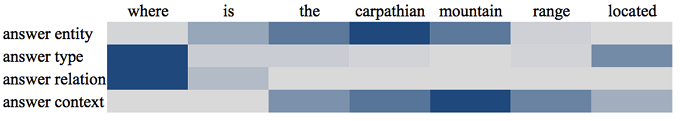 where is the carpathian mountain range located
answer entity
answer type
answer relation
answer context